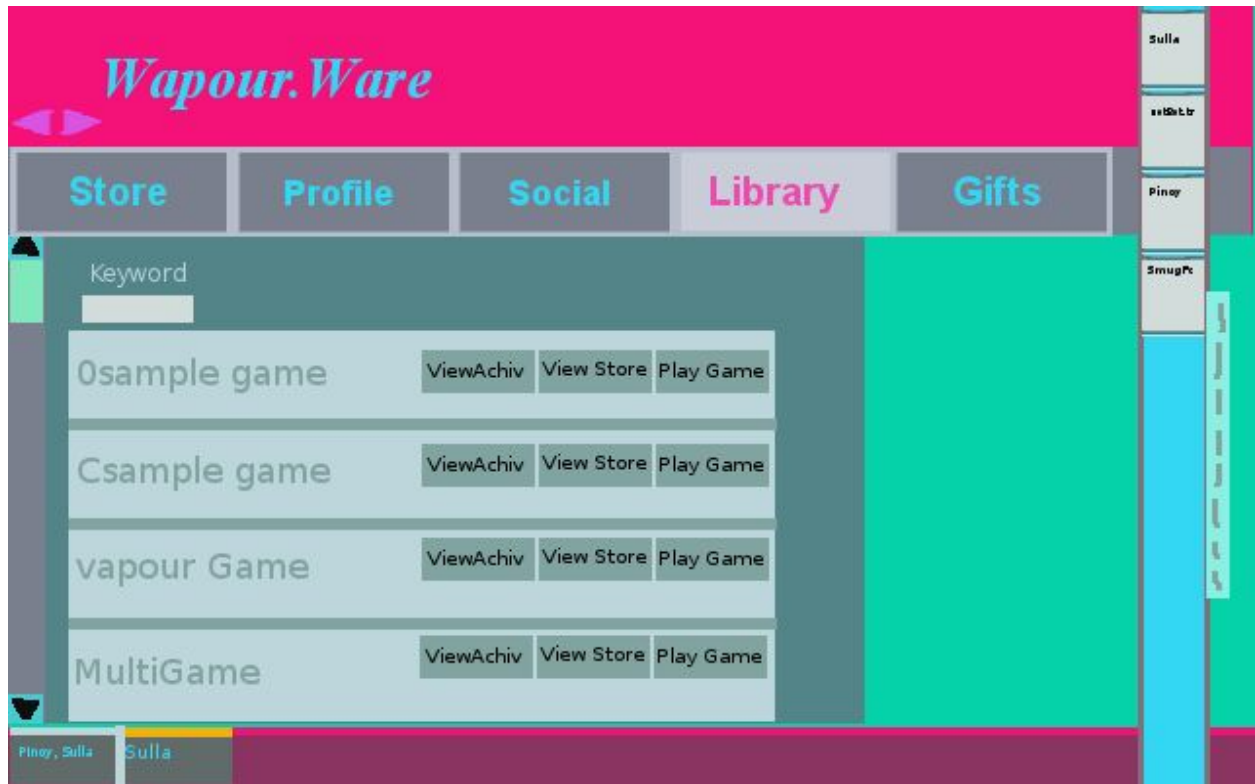 Wapour.Ware
Store
Profile
Social
Library
Gifts
Keyword
0sample game
ViewAchiv
View Store
Play Game
Csample game
ViewAchiv
View Store
Play Game
vapour Game
ViewAchiv
View Store
Play Game
MultiGame
ViewAchiv
View Store
Play Game
Pinoy, Sulla
Sulla
Sulla
Pinoy